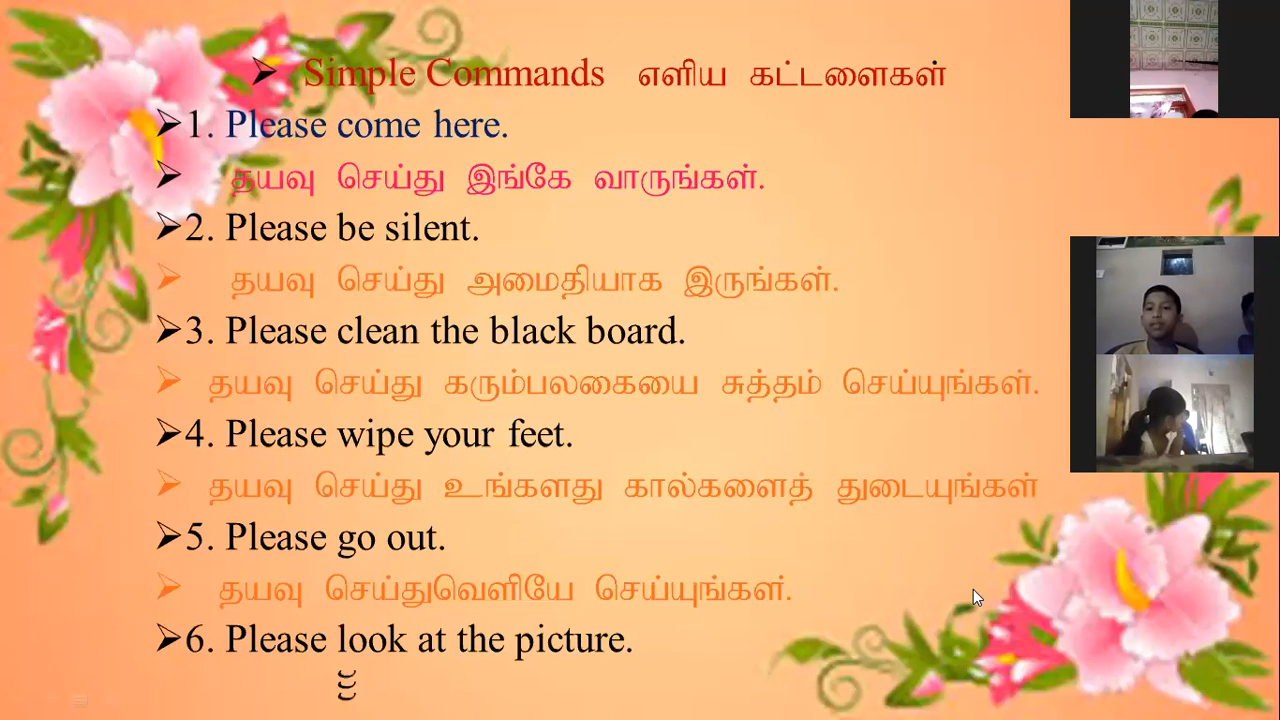 ➢ Simple Commands எளிய கட்டளைகள்
➢1. Please come here.
➢ தயவு செய்து இங்கே வாருங்கள்.
➢2. Please be silent.
➢ தயவு செய்து அமைதியாக இருங்கள்.
➢3. Please clean the black board.
➢ தயவு செய்து கரும்பலகையை சுத்தம் செய்யுங்கள்.
➢4. Please wipe your feet.
➢ தயவு செய்து உங்களது கால்களைத் துடையுங்கள்
➢5. Please go out.
➢ தயவு செய்துவெளியே செய்யுங்கள்.
➢6. Please look at the picture.